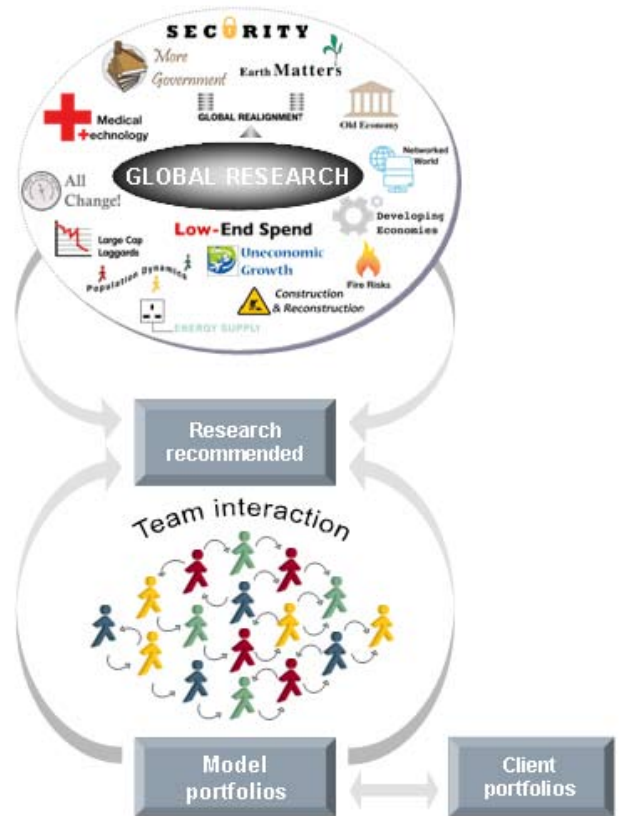 SECURITY
More
Government
Earth Matters
GLOBAL REALIGNMENT
Old Economy
Medical
technology
Networked
World
GLOBAL RESEARCH
All
Change!
Developing
Economies
Low-End Spend
Large Cap
Laggards
Uneconomic
Growth
Population Dynamics
Fire Risks
Construction
& Reconstruction
ENERGY SUPPLY
Research
recommended
Team interaction
Model
portfolios
Client
portfolios